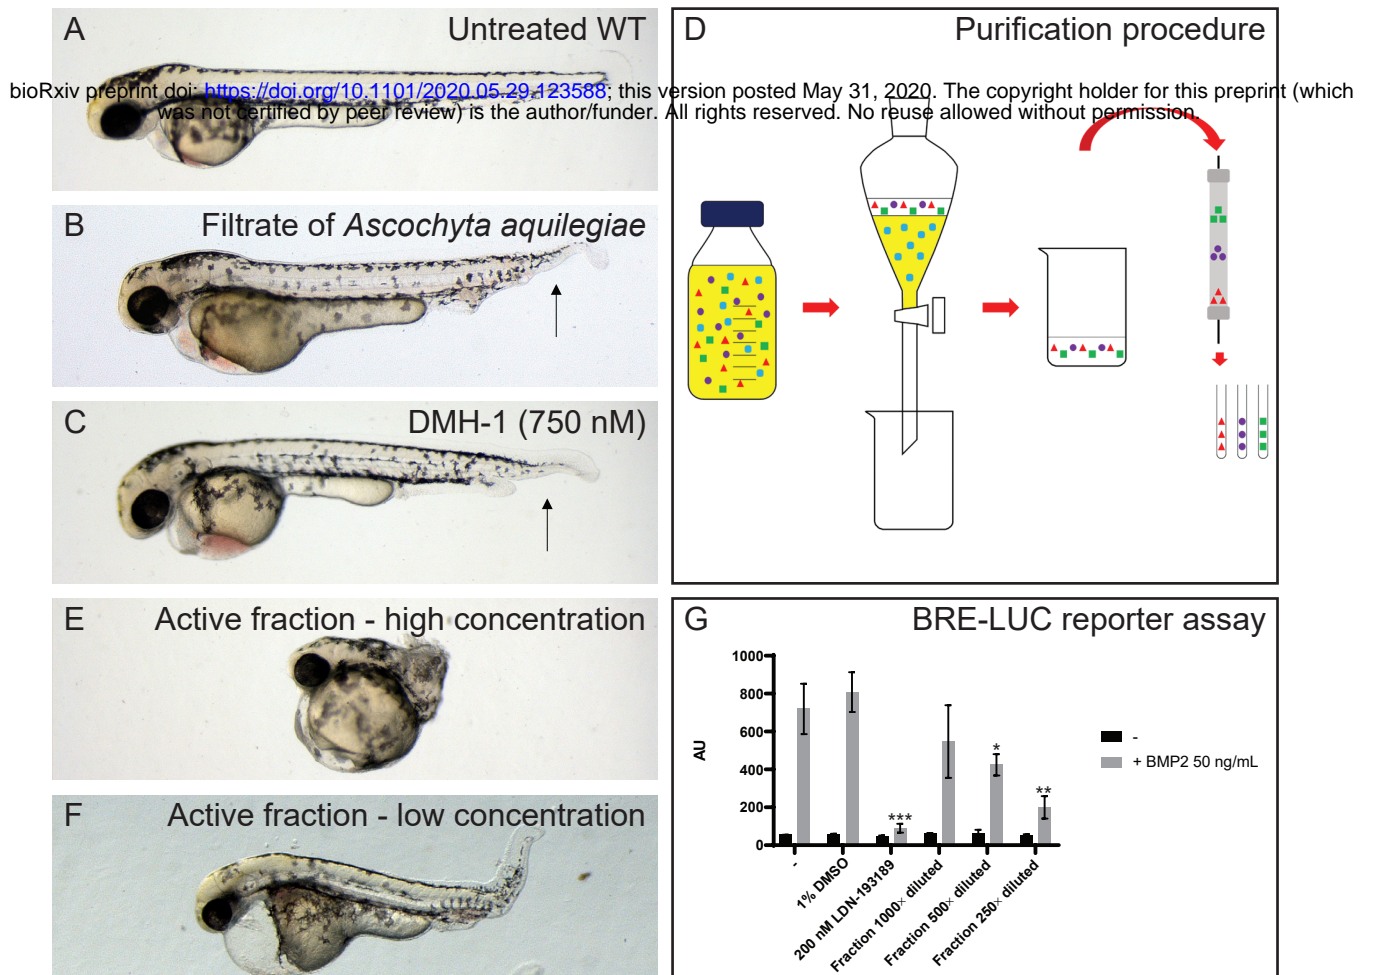 A Untreated WT
D Purification procedure
bioRxiv preprint doi: https://doi.org/10.1101/2020.05.29.123588; this version posted May 31, 2020. The copyright holder for this preprint (which
was not certified by peer review) is the author/funder. All rights reserved. No reuse allowed without permission.
B Filtrate of Ascochyta aquilegiae
C DMH-1 (750 nM)
E Active fraction - high concentration
F Active fraction - low concentration
G BRE-LUC reporter assay
1000
800
600
400
200
0
AU
***
*
**
-
+ BMP2 50 ng/mL
-
1% DMSO
200 nM LDN-193189
Fraction 1000× diluted
Fraction 500× diluted
Fraction 250× diluted